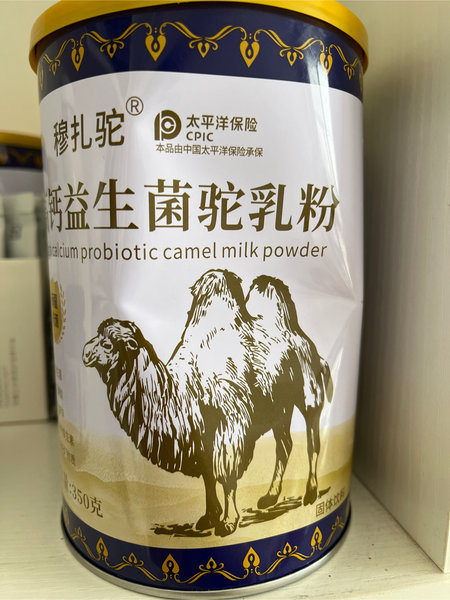 穆扎驼®
太平洋保险
CPIC
本品由中国太平洋保险承保
钙益生菌驼乳粉
calcium probiotic camel milk powder
:350克
固体饮料